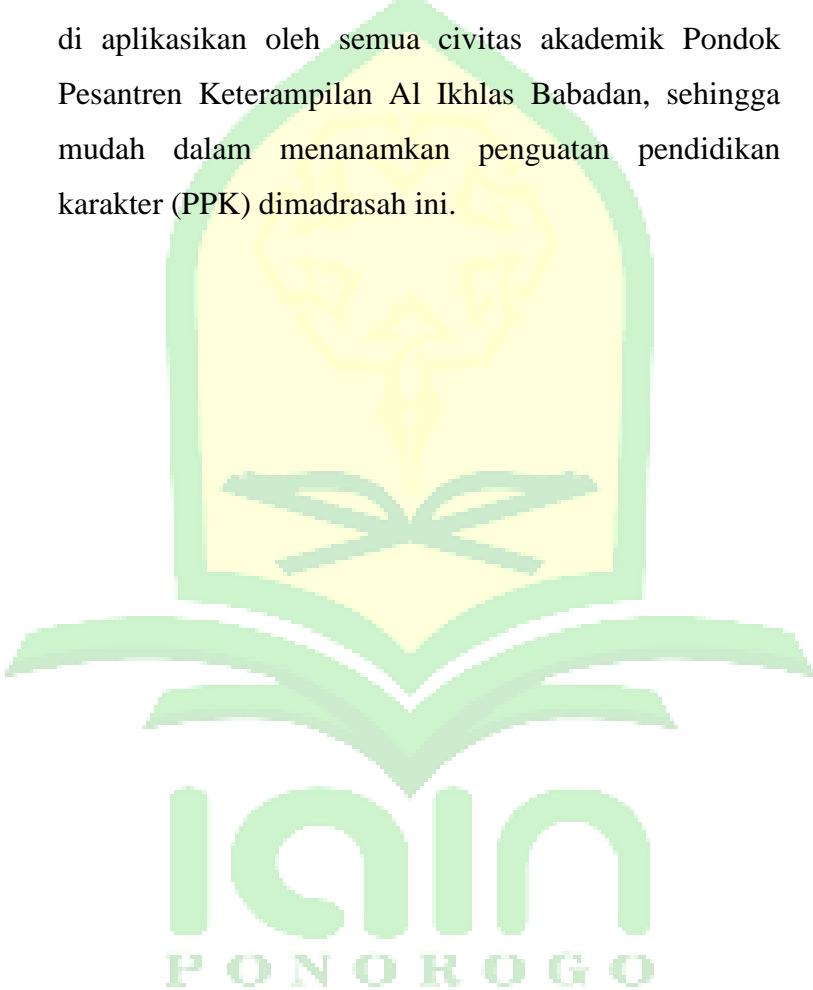 di aplikasikan oleh semua civitas akademik Pondok
Pesantren Keterampilan Al Ikhlas Babadan, sehingga
mudah dalam menanamkan penguatan pendidikan
karakter (PPK) dimadrasah ini.
iain
PONOROGO